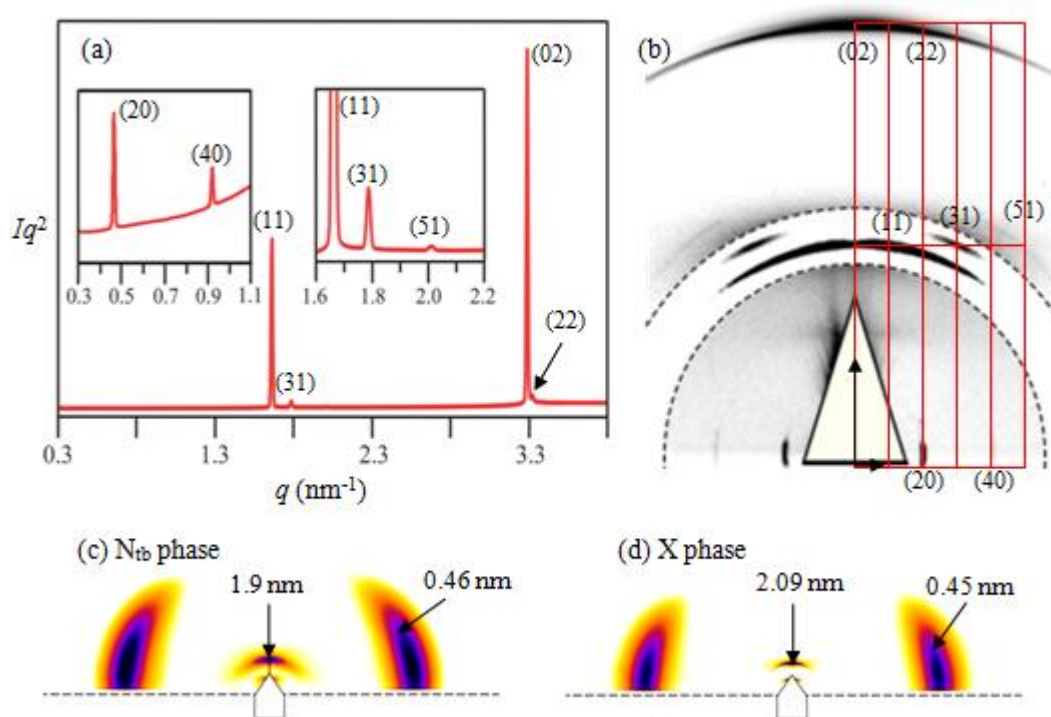 (a)
(02)
(20)
(40)
(11)
(31)
(51)
0.3 0.5 0.7 0.9 1.1
1.6 1.8 2.0 2.2
(11)
(31)
(22)
Iq²
0.3 1.3 2.3 3.3
q (nm⁻¹)
(b)
(02) (22)
(11) (31) (51)
(20) (40)
(c) Ntb phase
1.9 nm
0.46 nm
(d) X phase
2.09 nm
0.45 nm